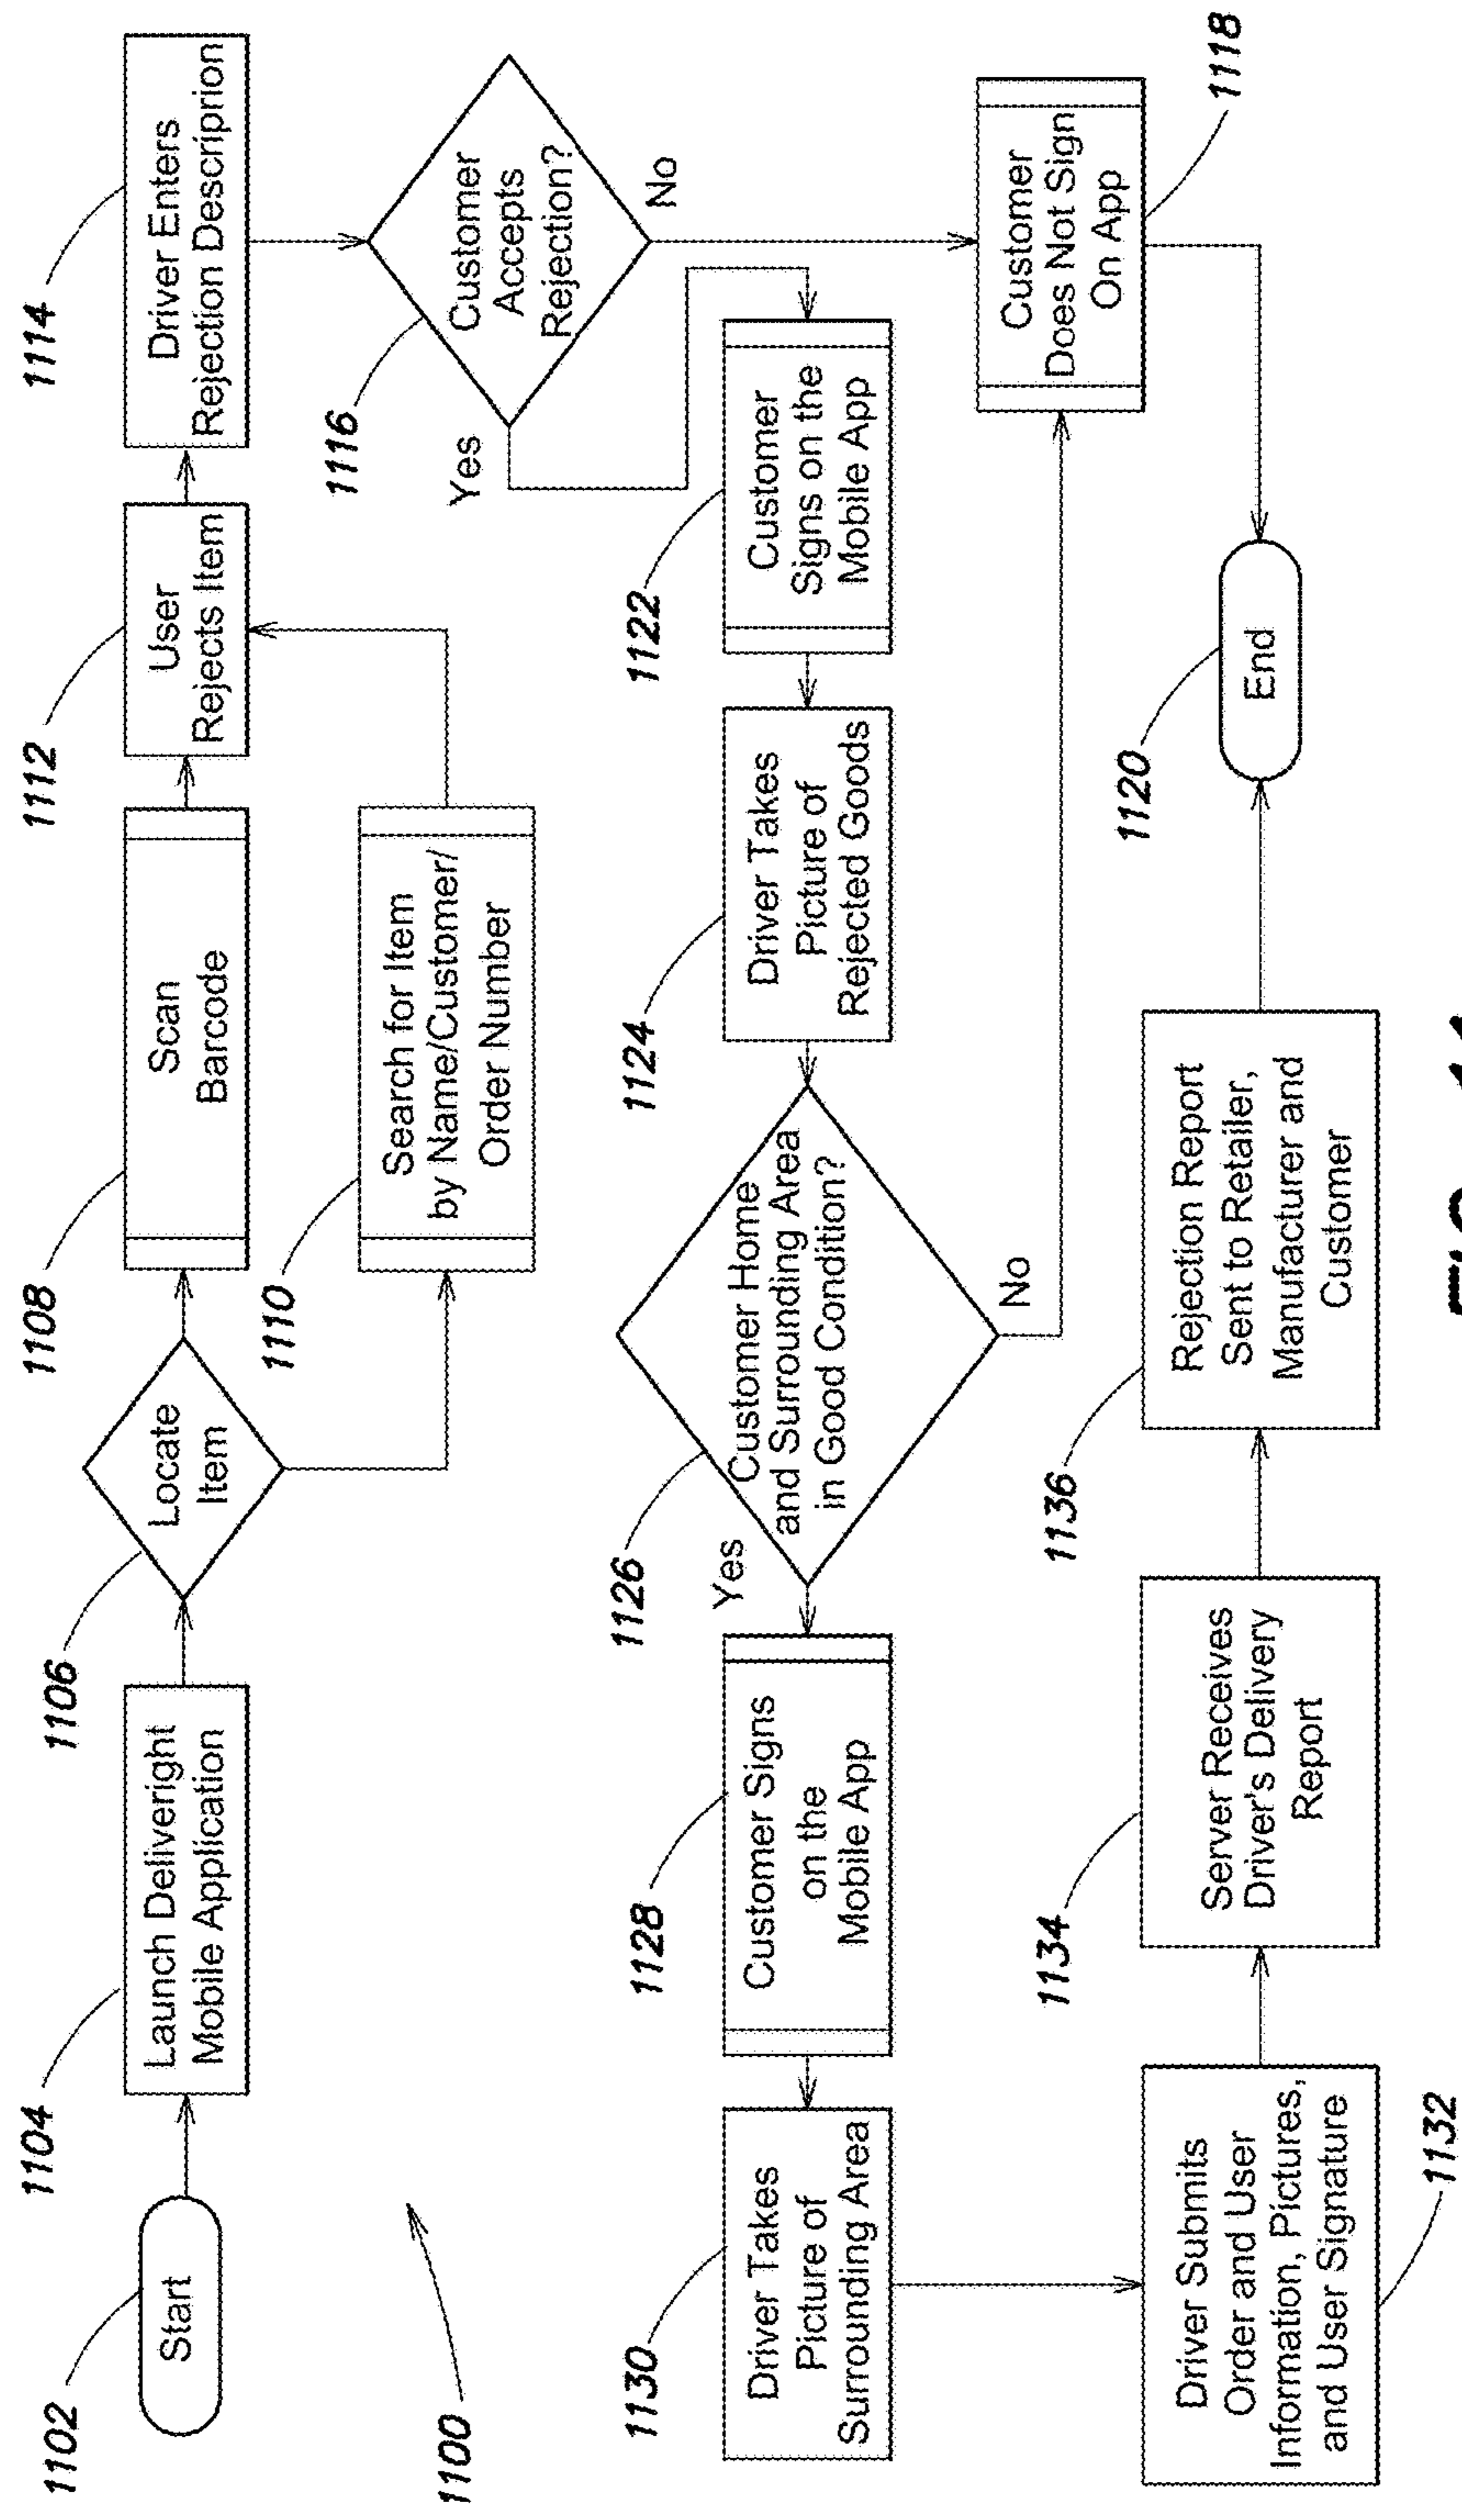 1102
Start
1104
Launch Deliveright
Mobile Application
1106
Locate
Item
1108
Scan
Barcode
1110
Search for Item
by Name/Customer/
Order Number
1112
User
Rejects Item
1114
Driver Enters
Rejection Descriprion
1116
Customer
Accepts
Rejection?
Yes
No
1100
1122
Customer
Signs on the
Mobile App
1124
Driver Takes
Picture of
Rejected Goods
1126
Customer Home
and Surrounding Area
in Good Condition?
Yes
No
1128
Customer Signs
on the
Mobile App
1130
Driver Takes
Picture of
Surrounding Area
1118
Customer
Does Not Sign
On App
1132
Driver Submits
Order and User
Information, Pictures,
and User Signature
1134
Server Receives
Driver's Delivery
Report
1136
Rejection Report
Sent to Retailer,
Manufacturer and
Customer
1120
End